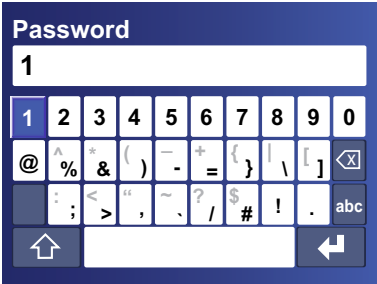 Password
1
1 2 3 4 5 6 7 8 9 0
@ ^ % * & ( ) _ - + = { } | \ [ ]
: ; < > “ , ~ ` ? / $ # ! . abc